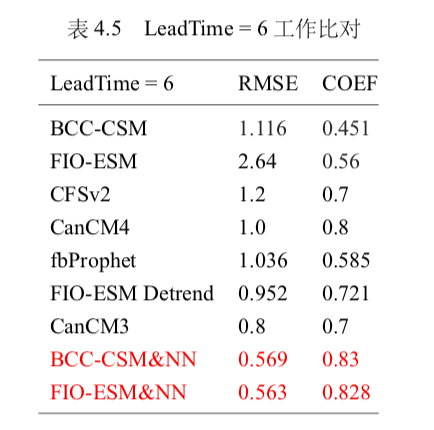 表 4.5 LeadTime = 6 工作比对
LeadTime = 6 RMSE COEF
BCC-CSM 1.116 0.451
FIO-ESM 2.64 0.56
CFSv2 1.2 0.7
CanCM4 1.0 0.8
fbProphet 1.036 0.585
FIO-ESM Detrend 0.952 0.721
CanCM3 0.8 0.7
BCC-CSM&NN 0.569 0.83
FIO-ESM&NN 0.563 0.828